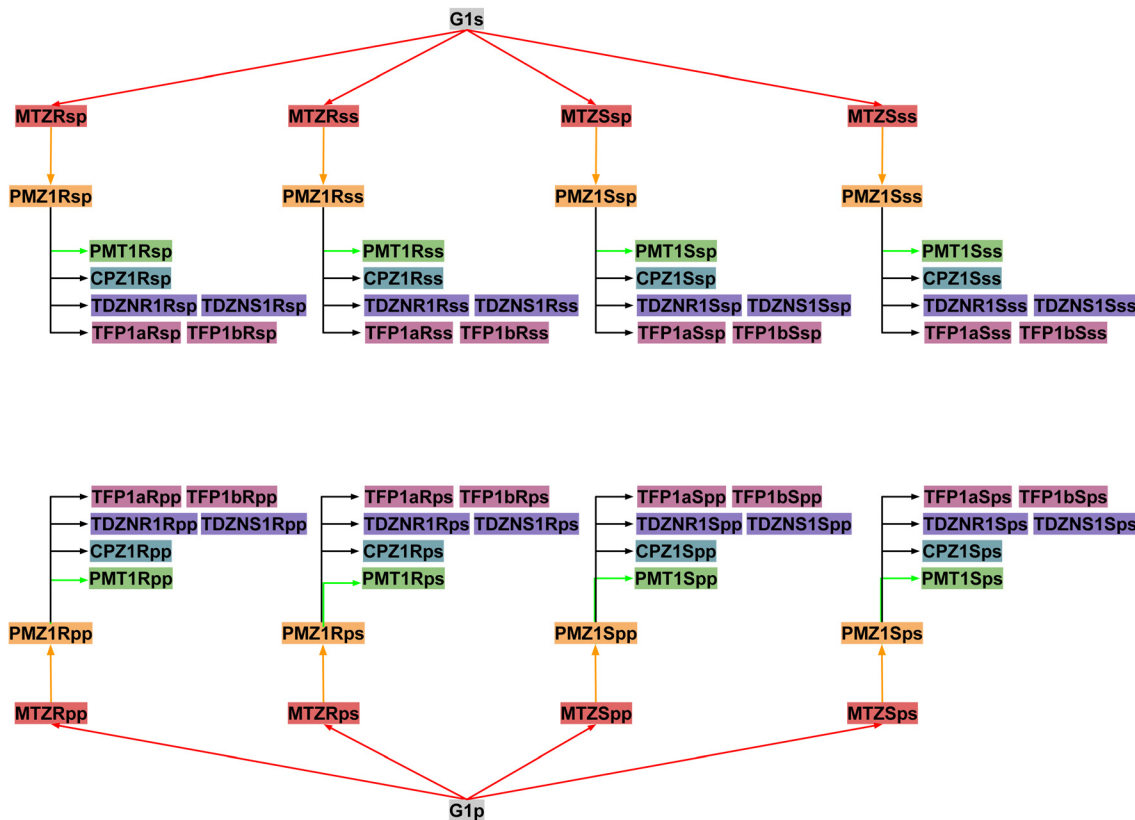 G1s
MTZRsp MTZRss MTZSsp MTZSss
PMZ1Rsp PMZ1Rss PMZ1Ssp PMZ1Sss
PMT1Rsp PMT1Rss PMT1Ssp PMT1Sss
CPZ1Rsp CPZ1Rss CPZ1Ssp CPZ1Sss
TDZNR1Rsp TDZNS1Rsp TDZNR1Rss TDZNS1Rss TDZNR1Ssp TDZNS1Ssp TDZNR1Sss TDZNS1Sss
TFP1aRsp TFP1bRsp TFP1aRss TFP1bRss TFP1aSsp TFP1bSsp TFP1aSss TFP1bSss
TFP1aRpp TFP1bRpp TFP1aRps TFP1bRps TFP1aSpp TFP1bSpp TFP1aSps TFP1bSps
TDZNR1Rpp TDZNS1Rpp TDZNR1Rps TDZNS1Rps TDZNR1Spp TDZNS1Spp TDZNR1Sps TDZNS1Sps
CPZ1Rpp CPZ1Rps CPZ1Spp CPZ1Sps
PMT1Rpp PMT1Rps PMT1Spp PMT1Sps
PMZ1Rpp PMZ1Rps PMZ1Spp PMZ1Sps
MTZRpp MTZRps MTZSpp MTZSps
G1p